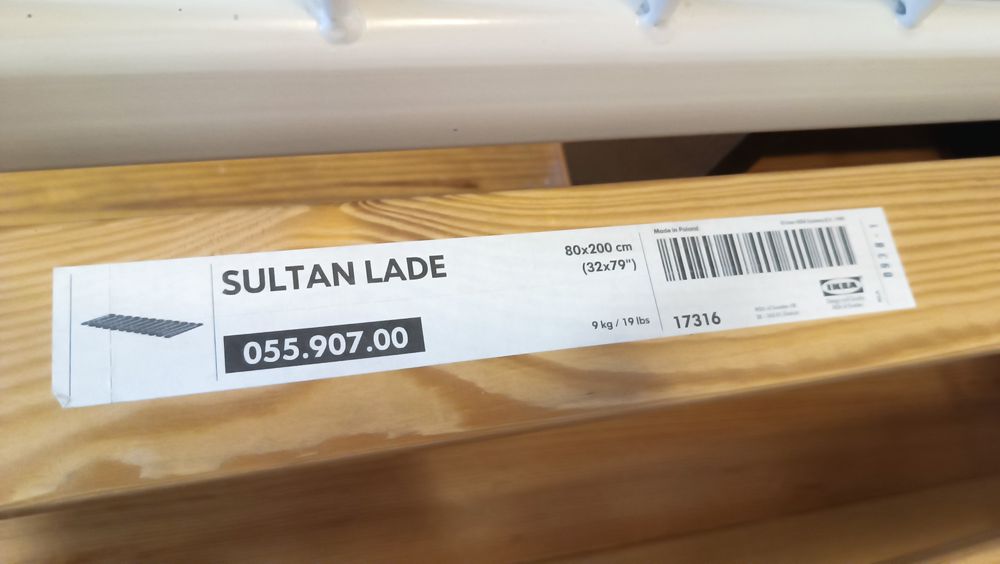 SULTAN LADE
055.907.00
80x200 cm
(32x79")
9 kg / 19 lbs
Made in Poland
17316
IKEA